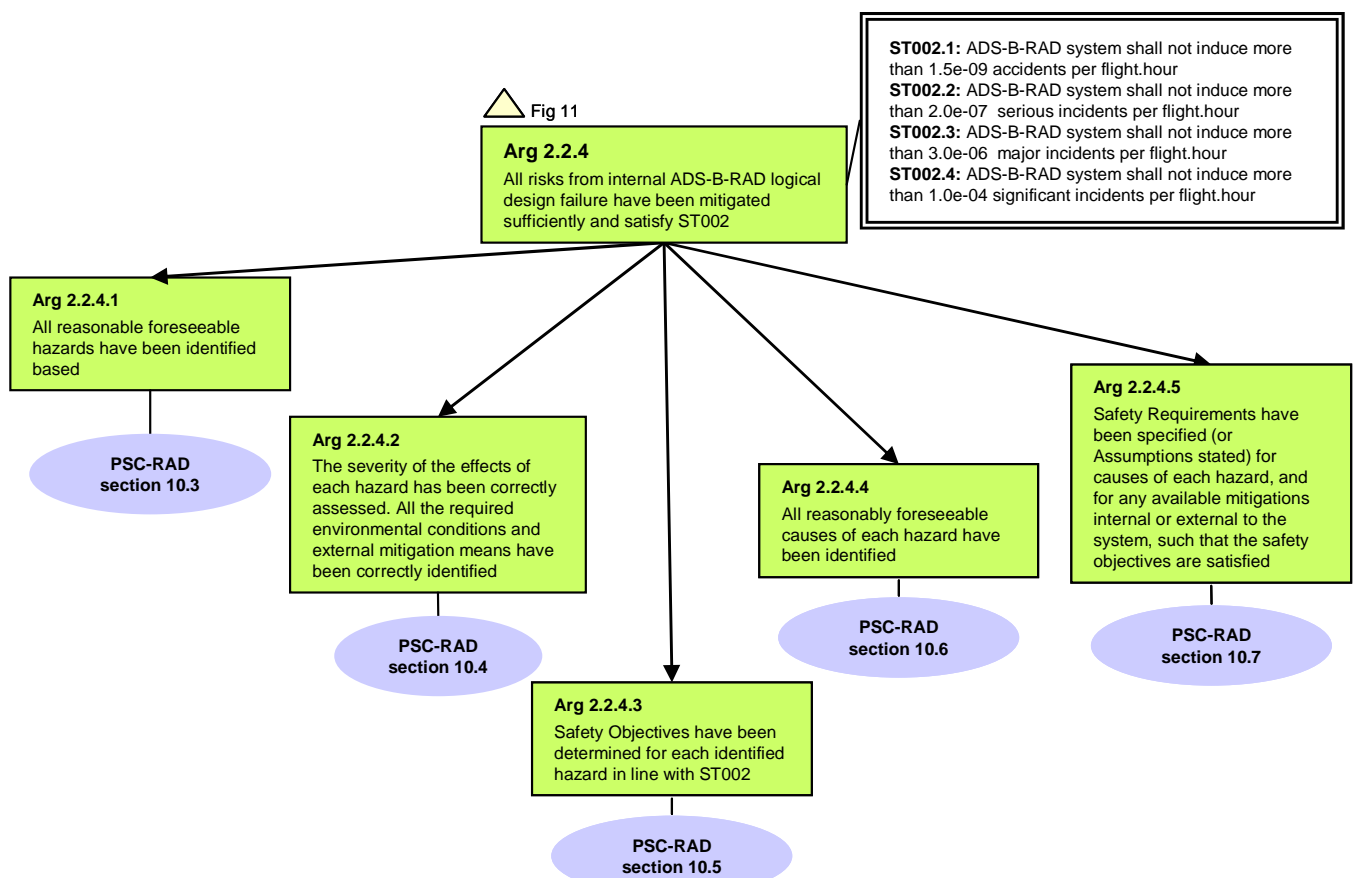 ST002.1: ADS-B-RAD system shall not induce more
than 1.5e-09 accidents per flight.hour
ST002.2: ADS-B-RAD system shall not induce more
than 2.0e-07 serious incidents per flight.hour
ST002.3: ADS-B-RAD system shall not induce more
than 3.0e-06 major incidents per flight.hour
ST002.4: ADS-B-RAD system shall not induce more
than 1.0e-04 significant incidents per flight.hour
Fig 11
Arg 2.2.4
All risks from internal ADS-B-RAD logical
design failure have been mitigated
sufficiently and satisfy ST002
Arg 2.2.4.1
All reasonable foreseeable
hazards have been identified
based
PSC-RAD
section 10.3
Arg 2.2.4.2
The severity of the effects of
each hazard has been correctly
assessed. All the required
environmental conditions and
external mitigation means have
been correctly identified
PSC-RAD
section 10.4
Arg 2.2.4.3
Safety Objectives have been
determined for each identified
hazard in line with ST002
PSC-RAD
section 10.5
Arg 2.2.4.4
All reasonably foreseeable
causes of each hazard have
been identified
PSC-RAD
section 10.6
Arg 2.2.4.5
Safety Requirements have
been specified (or
Assumptions stated) for
causes of each hazard, and
for any available mitigations
internal or external to the
system, such that the safety
objectives are satisfied
PSC-RAD
section 10.7